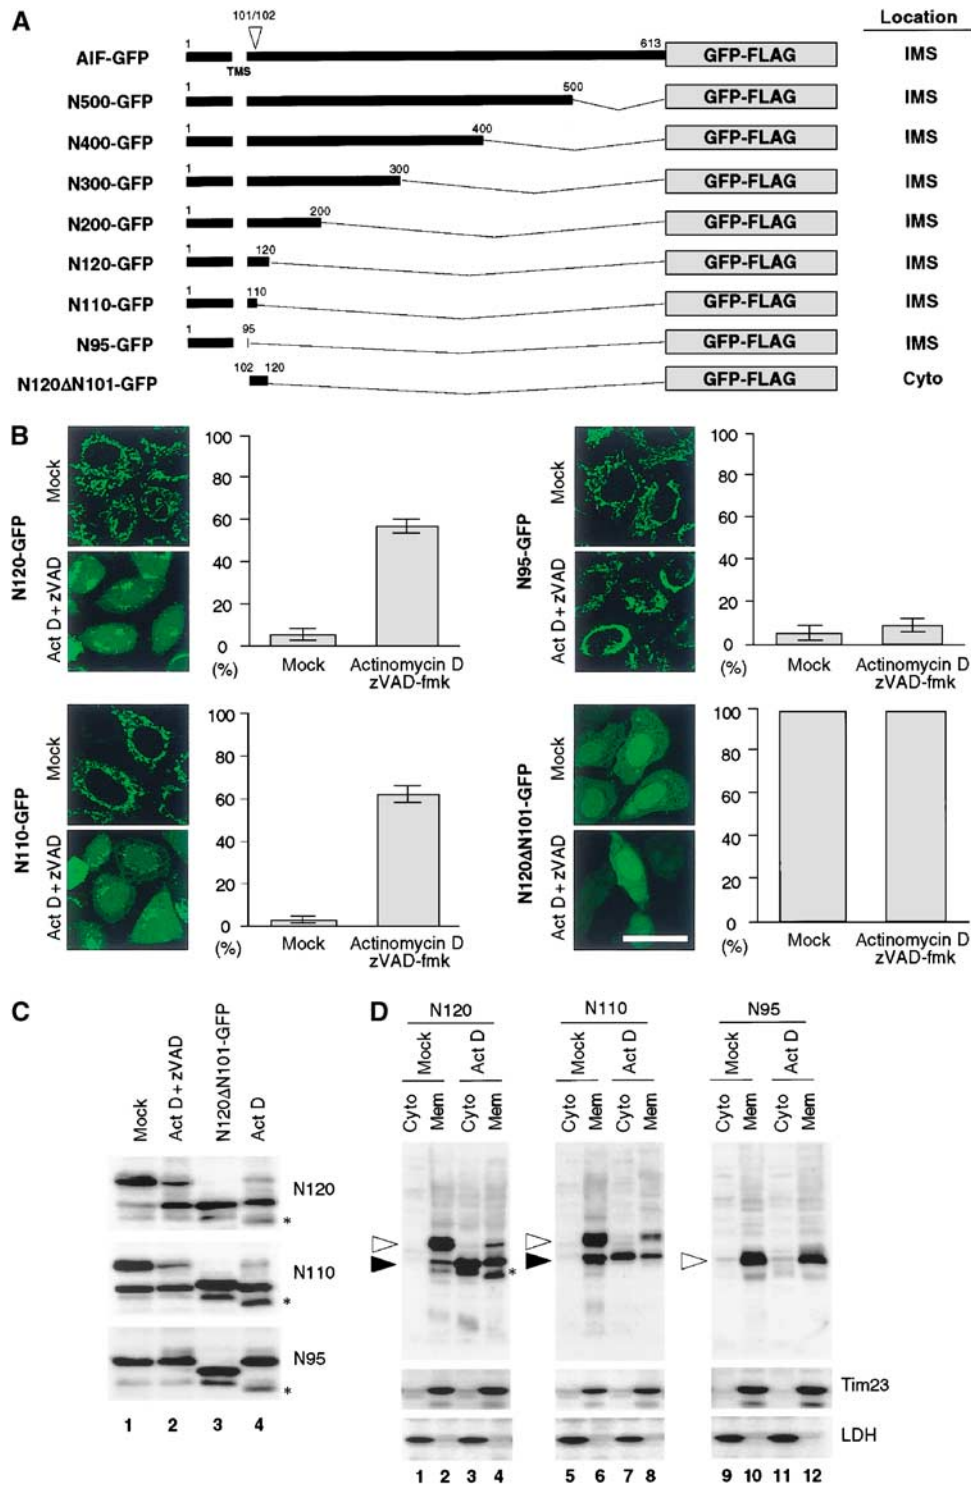 A
101/102
Location
AIF-GFP
1
TMS
613
GFP-FLAG
IMS
N500-GFP
1
500
GFP-FLAG
IMS
N400-GFP
1
400
GFP-FLAG
IMS
N300-GFP
1
300
GFP-FLAG
IMS
N200-GFP
1
200
GFP-FLAG
IMS
N120-GFP
1
120
GFP-FLAG
IMS
N110-GFP
1
110
GFP-FLAG
IMS
N95-GFP
1
95
GFP-FLAG
IMS
N120ΔN101-GFP
102
120
GFP-FLAG
Cyto
B
N120-GFP
Mock
Act D + zVAD
100
80
60
40
20
0
(%)
Mock
Actinomycin D
zVAD-fmk
N95-GFP
Mock
Act D + zVAD
100
80
60
40
20
0
(%)
Mock
Actinomycin D
zVAD-fmk
N110-GFP
Mock
Act D + zVAD
100
80
60
40
20
0
(%)
Mock
Actinomycin D
zVAD-fmk
N120ΔN101-GFP
Mock
Act D + zVAD
100
80
60
40
20
0
(%)
Mock
Actinomycin D
zVAD-fmk
C
Mock
Act D + zVAD
N120ΔN101-GFP
Act D
N120
*
N110
*
N95
*
1 2 3 4
D
N120
Mock
Act D
Cyto
Mem
Cyto
Mem
*
N110
Mock
Act D
Cyto
Mem
Cyto
Mem
N95
Mock
Act D
Cyto
Mem
Cyto
Mem
Tim23
LDH
1 2 3 4 5 6 7 8 9 10 11 12